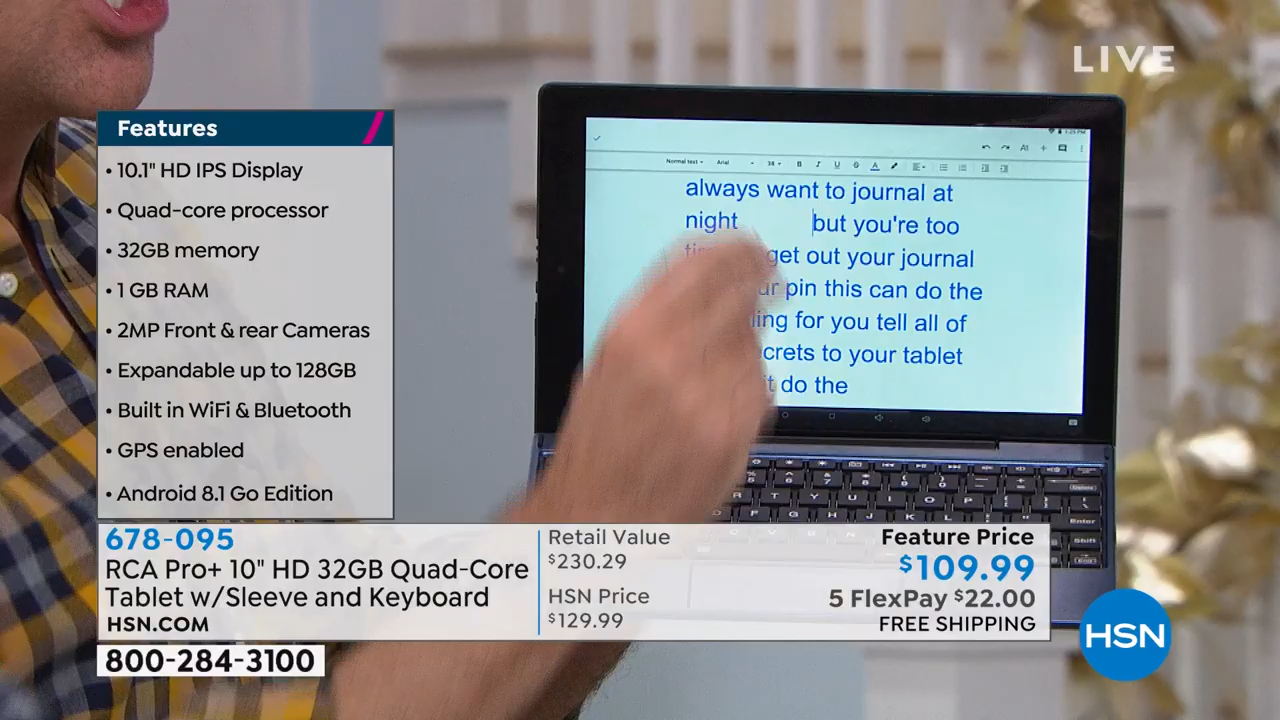 LIVE
Features
• 10.1" HD IPS Display
• Quad-core processor
• 32GB memory
• 1 GB RAM
• 2MP Front & rear Cameras
• Expandable up to 128GB
• Built in WiFi & Bluetooth
• GPS enabled
• Android 8.1 Go Edition
Normal text Arial
always want to journal at
night but you're too
get out your journal
pin this can do the
for you tell all of
to your tablet
do the
678-095
RCA Pro+ 10" HD 32GB Quad-Core
Tablet w/Sleeve and Keyboard
HSN.COM
Retail Value
$230.29
HSN Price
$129.99
Feature Price
$109.99
5 FlexPay $22.00
FREE SHIPPING
HSN
800-284-3100